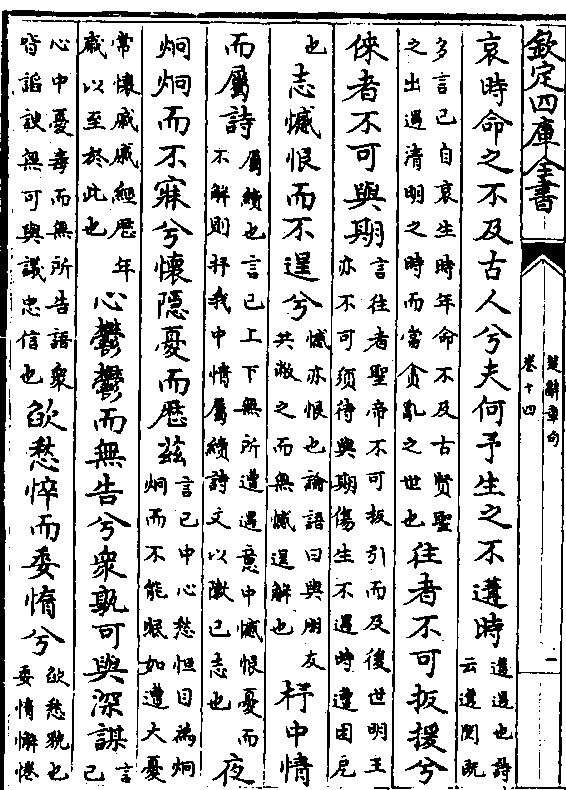 欽定四庫全書
楚辭章句
卷十四
一
哀時命之不及古人兮夫何予生之不遘時
遘遇也詩
云遘閔既
多言己自哀生時年命不及古賢聖
之出遇清明之時而當貪亂之世也
往者不可扳援兮
俫者不可與期
言往者聖帝不可扳引而及後世明王
亦不可須待與期傷生不遇時遭困戹
也
志憾恨而不逞兮
憾亦恨也論語曰與朋友
共敝之而無憾逞解也
杼中情
而屬詩
屬續也言己上下無所遭遇意中憾恨憂而
不解則抒我中情屬續詩文以陳己志也
夜
炯炯而不寐兮懷隱憂而歷茲
言己中心愁怛目為炯
炯而不能眠如遭大憂
常懷戚戚經歷年
歲以至於此也
心鬱鬱而無告兮衆孰可與深謀
言
己
心中憂毒而無所告語衆
皆諂諛無可與議忠信也
欿愁悴而委惰兮
欿愁貌也
委惰懈倦